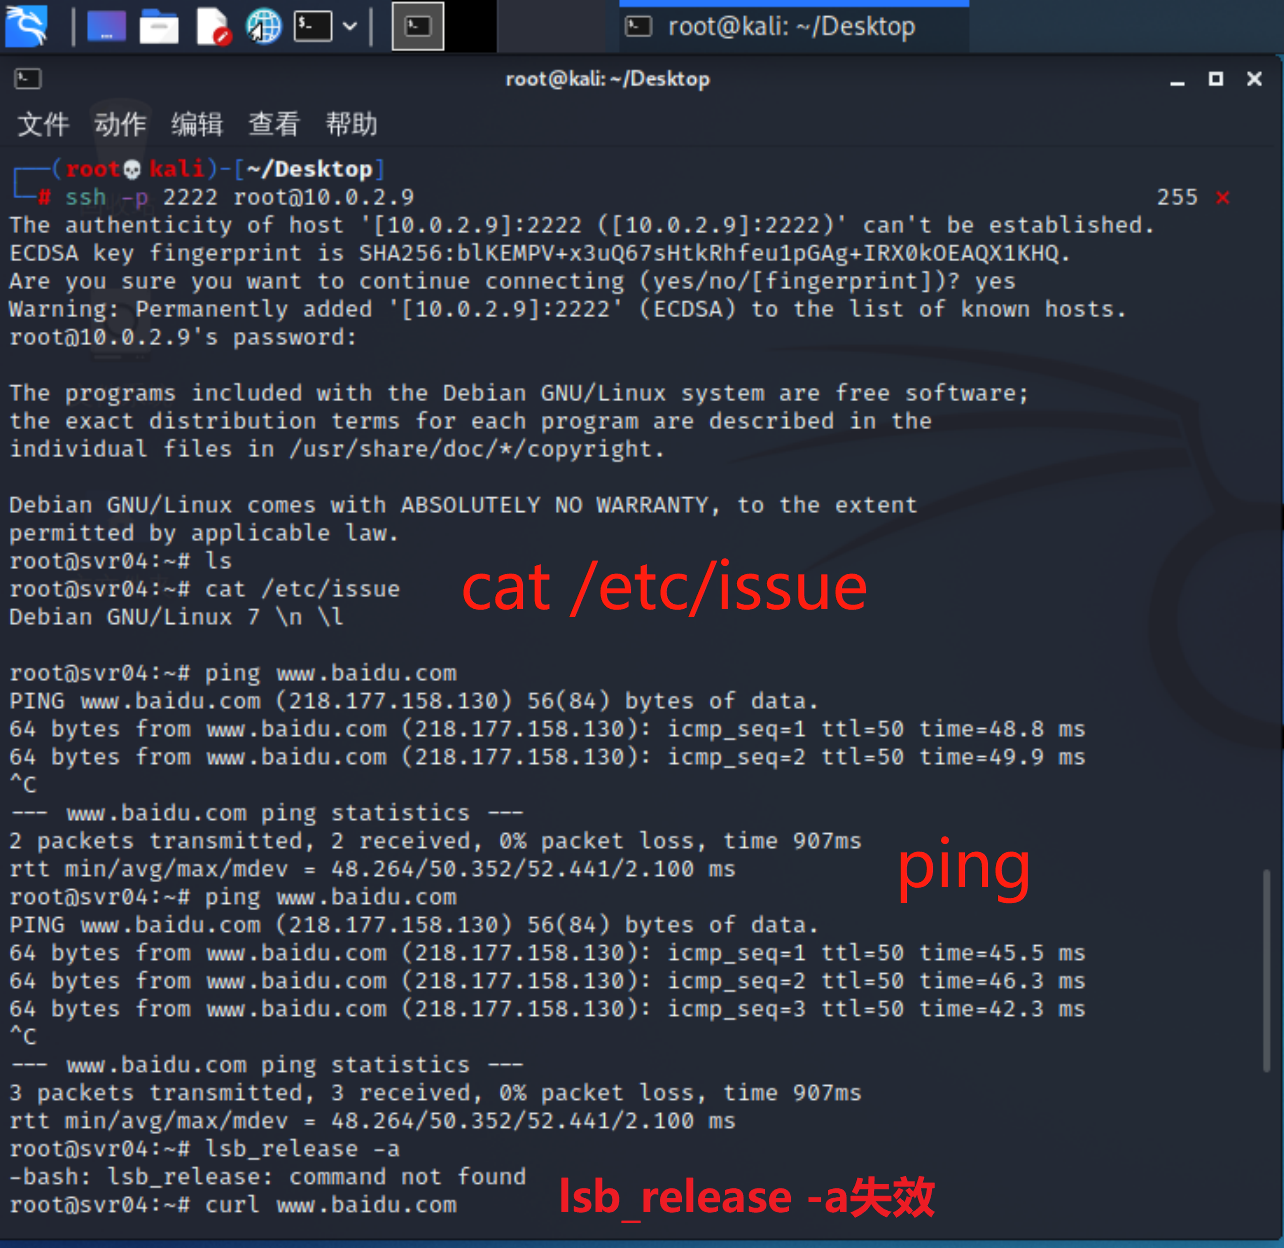 root@kali: ~/Desktop
root@kali: ~/Desktop
文件 动作 编辑 查看 帮助
(root💀kali)-[~/Desktop]
# ssh -p 2222 root@10.0.2.9 255 ✗
The authenticity of host '[10.0.2.9]:2222 ([10.0.2.9]:2222)' can't be established.
ECDSA key fingerprint is SHA256:blKEMPV+x3uQ67sHtkRhfeu1pGAg+IRX0kOEAQX1KHQ.
Are you sure you want to continue connecting (yes/no/[fingerprint])? yes
Warning: Permanently added '[10.0.2.9]:2222' (ECDSA) to the list of known hosts.
root@10.0.2.9's password:
The programs included with the Debian GNU/Linux system are free software;
the exact distribution terms for each program are described in the
individual files in /usr/share/doc/*/copyright.
Debian GNU/Linux comes with ABSOLUTELY NO WARRANTY, to the extent
permitted by applicable law.
root@svr04:~# ls
root@svr04:~# cat /etc/issue
cat /etc/issue
Debian GNU/Linux 7 \n \l
root@svr04:~# ping www.baidu.com
PING www.baidu.com (218.177.158.130) 56(84) bytes of data.
64 bytes from www.baidu.com (218.177.158.130): icmp_seq=1 ttl=50 time=48.8 ms
64 bytes from www.baidu.com (218.177.158.130): icmp_seq=2 ttl=50 time=49.9 ms
^C
--- www.baidu.com ping statistics ---
2 packets transmitted, 2 received, 0% packet loss, time 907ms
rtt min/avg/max/mdev = 48.264/50.352/52.441/2.100 ms
ping
root@svr04:~# ping www.baidu.com
PING www.baidu.com (218.177.158.130) 56(84) bytes of data.
64 bytes from www.baidu.com (218.177.158.130): icmp_seq=1 ttl=50 time=45.5 ms
64 bytes from www.baidu.com (218.177.158.130): icmp_seq=2 ttl=50 time=46.3 ms
64 bytes from www.baidu.com (218.177.158.130): icmp_seq=3 ttl=50 time=42.3 ms
^C
--- www.baidu.com ping statistics ---
3 packets transmitted, 3 received, 0% packet loss, time 907ms
rtt min/avg/max/mdev = 48.264/50.352/52.441/2.100 ms
root@svr04:~# lsb_release -a
-bash: lsb_release: command not found
root@svr04:~# curl www.baidu.com
lsb_release -a失效